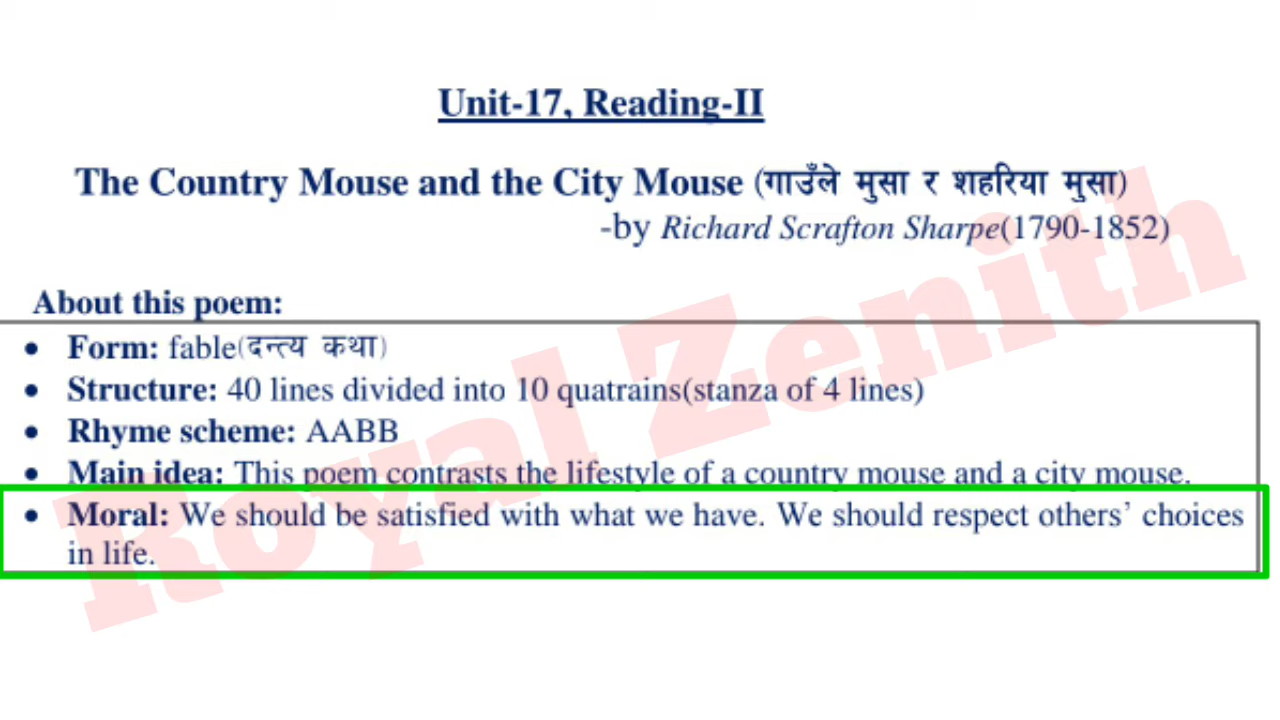 Unit-17, Reading-II
The Country Mouse and the City Mouse (गाउँले मुसा र शहरिया मुसा)
-by Richard Scrafton Sharpe(1790-1852)
About this poem:
• Form: fable(दन्त्य कथा)
• Structure: 40 lines divided into 10 quatrains(stanza of 4 lines)
• Rhyme scheme: AABB
• Main idea: This poem contrasts the lifestyle of a country mouse and a city mouse.
• Moral: We should be satisfied with what we have. We should respect others’ choices
in life.
Royal Zenith